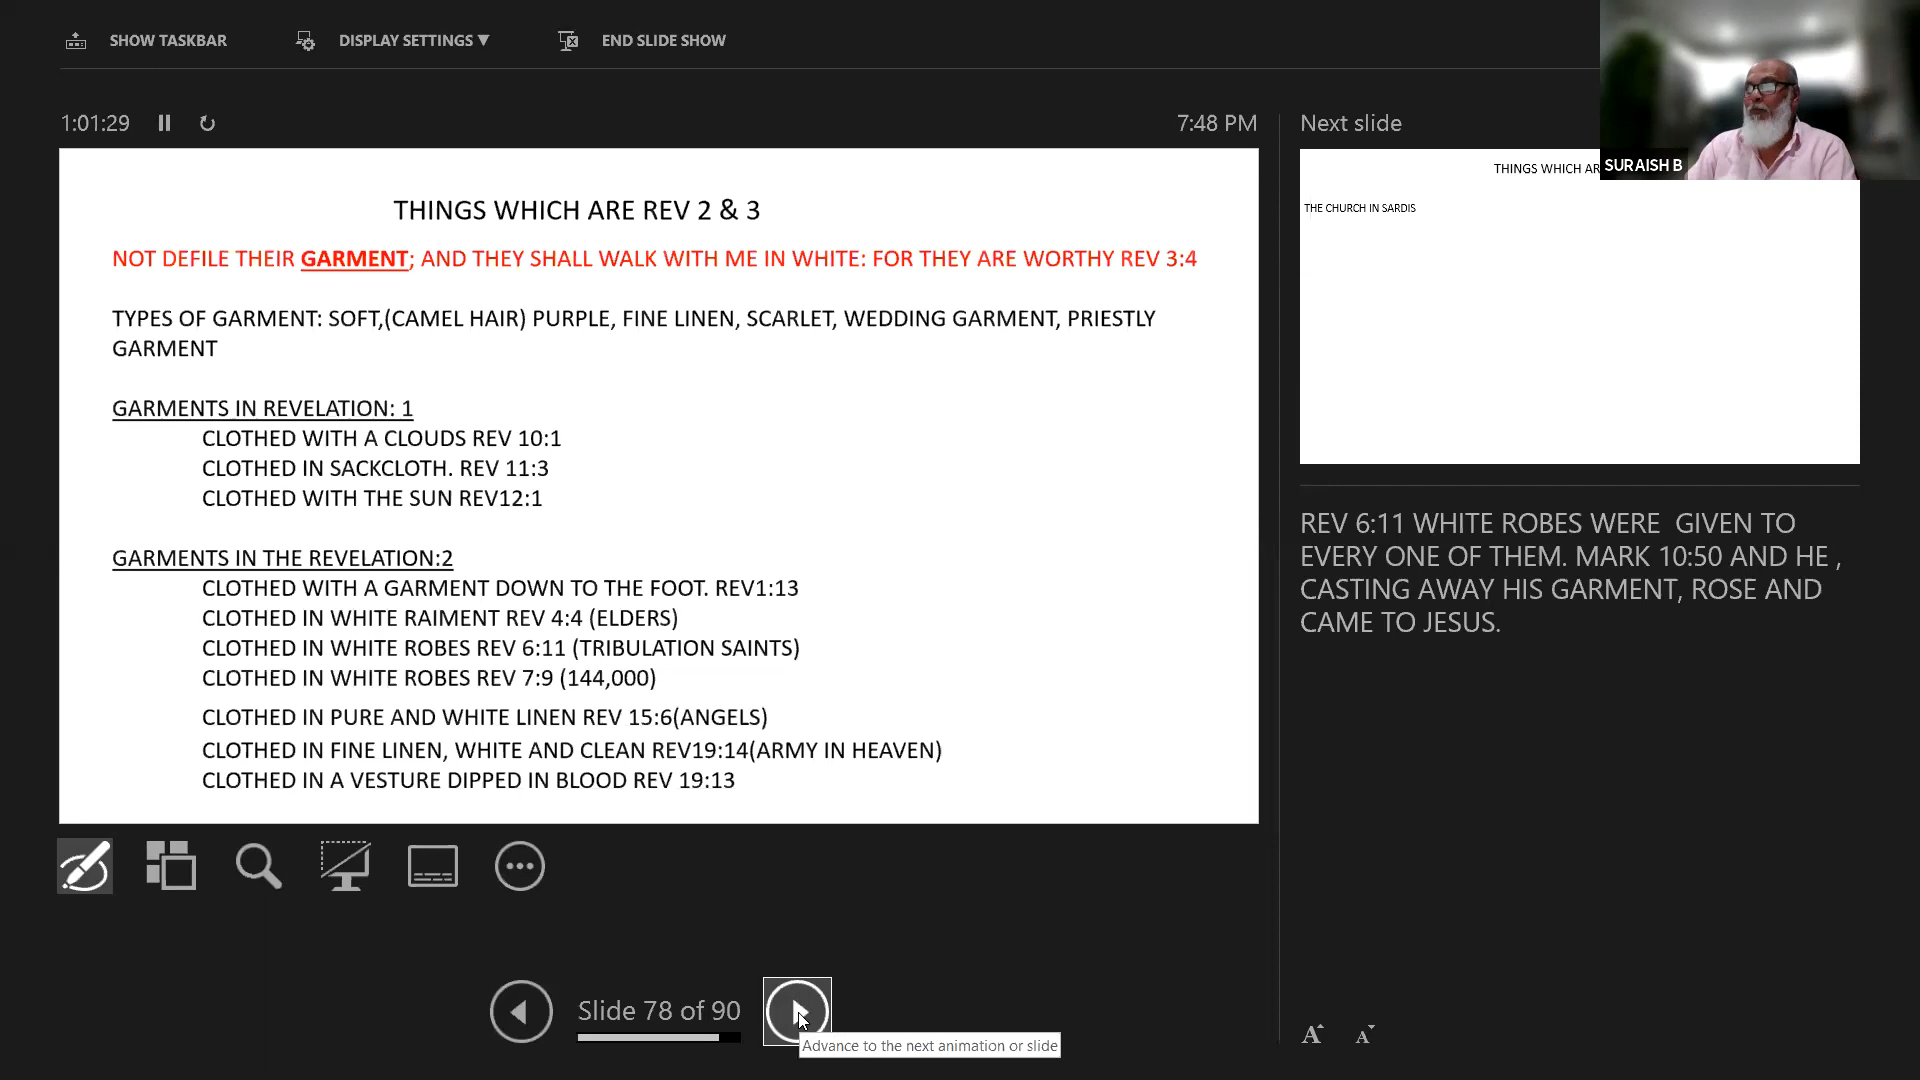 SHOW TASKBAR
DISPLAY SETTINGS ▼
END SLIDE SHOW
1:01:29
7:48 PM
THINGS WHICH ARE REV 2 & 3
NOT DEFILE THEIR GARMENT; AND THEY SHALL WALK WITH ME IN WHITE: FOR THEY ARE WORTHY REV 3:4
TYPES OF GARMENT: SOFT,(CAMEL HAIR) PURPLE, FINE LINEN, SCARLET, WEDDING GARMENT, PRIESTLY
GARMENT
GARMENTS IN REVELATION: 1
CLOTHED WITH A CLOUDS REV 10:1
CLOTHED IN SACKCLOTH. REV 11:3
CLOTHED WITH THE SUN REV12:1
GARMENTS IN THE REVELATION:2
CLOTHED WITH A GARMENT DOWN TO THE FOOT. REV1:13
CLOTHED IN WHITE RAIMENT REV 4:4 (ELDERS)
CLOTHED IN WHITE ROBES REV 6:11 (TRIBULATION SAINTS)
CLOTHED IN WHITE ROBES REV 7:9 (144,000)
CLOTHED IN PURE AND WHITE LINEN REV 15:6(ANGELS)
CLOTHED IN FINE LINEN, WHITE AND CLEAN REV19:14(ARMY IN HEAVEN)
CLOTHED IN A VESTURE DIPPED IN BLOOD REV 19:13
Slide 78 of 90
Advance to the next animation or slide
Next slide
SURAISH B
THINGS WHICH AR
THE CHURCH IN SARDIS
REV 6:11 WHITE ROBES WERE  GIVEN TO
EVERY ONE OF THEM. MARK 10:50 AND HE ,
CASTING AWAY HIS GARMENT, ROSE AND
CAME TO JESUS.
A A